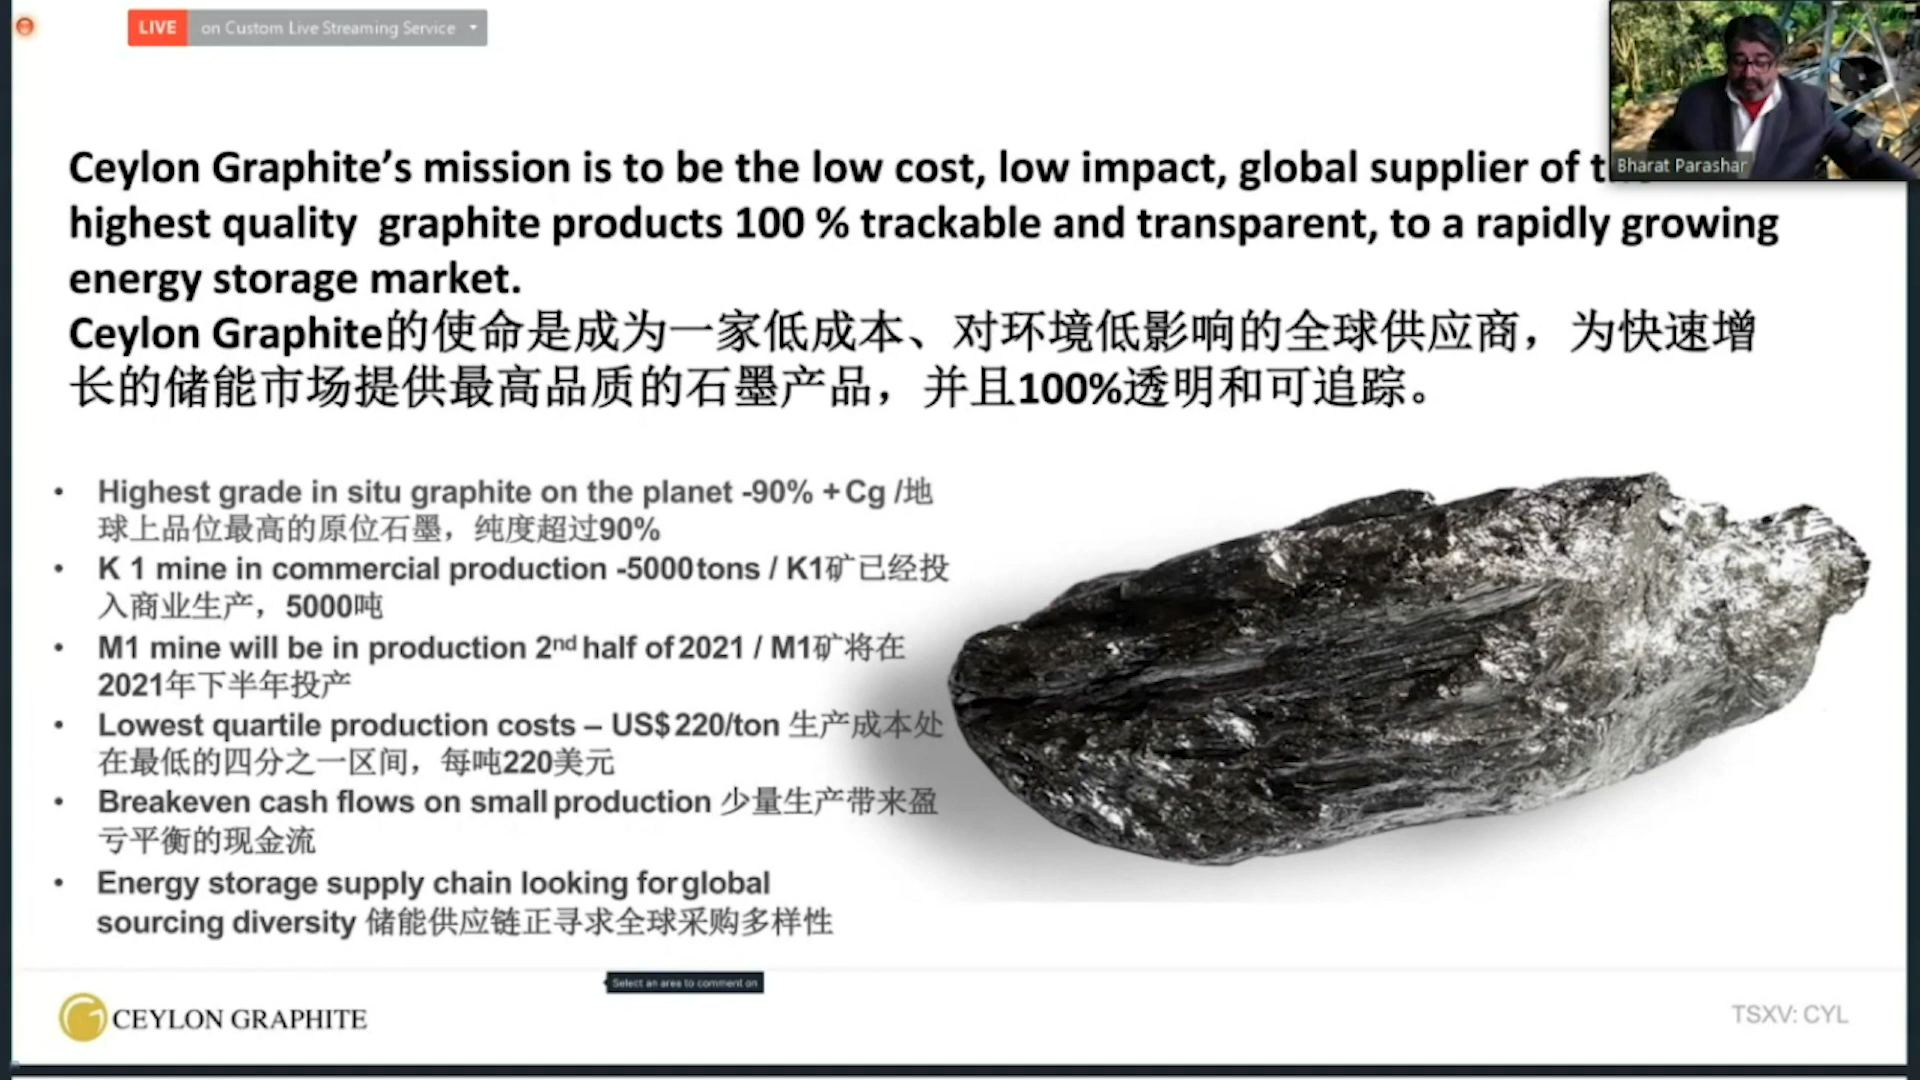 LIVE on Custom Live Streaming Service
Bharat Parashar
Ceylon Graphite’s mission is to be the low cost, low impact, global supplier of
highest quality graphite products 100 % trackable and transparent, to a rapidly growing
energy storage market.
Ceylon Graphite的使命是成为一家低成本、对环境低影响的全球供应商，为快速增
长的储能市场提供最高品质的石墨产品，并且100%透明和可追踪。
• Highest grade in situ graphite on the planet -90% + Cg /地
球上品位最高的原位石墨，纯度超过90%
• K 1 mine in commercial production -5000 tons / K1矿已经投
入商业生产，5000吨
• M1 mine will be in production 2nd half of 2021 / M1矿将在
2021年下半年投产
• Lowest quartile production costs – US$ 220/ton 生产成本处
在最低的四分之一区间，每吨220美元
• Breakeven cash flows on small production 少量生产带来盈
亏平衡的现金流
• Energy storage supply chain looking for global
sourcing diversity 储能供应链正寻求全球采购多样性
Select an area to comment on
CEYLON GRAPHITE
TSXV: CYL